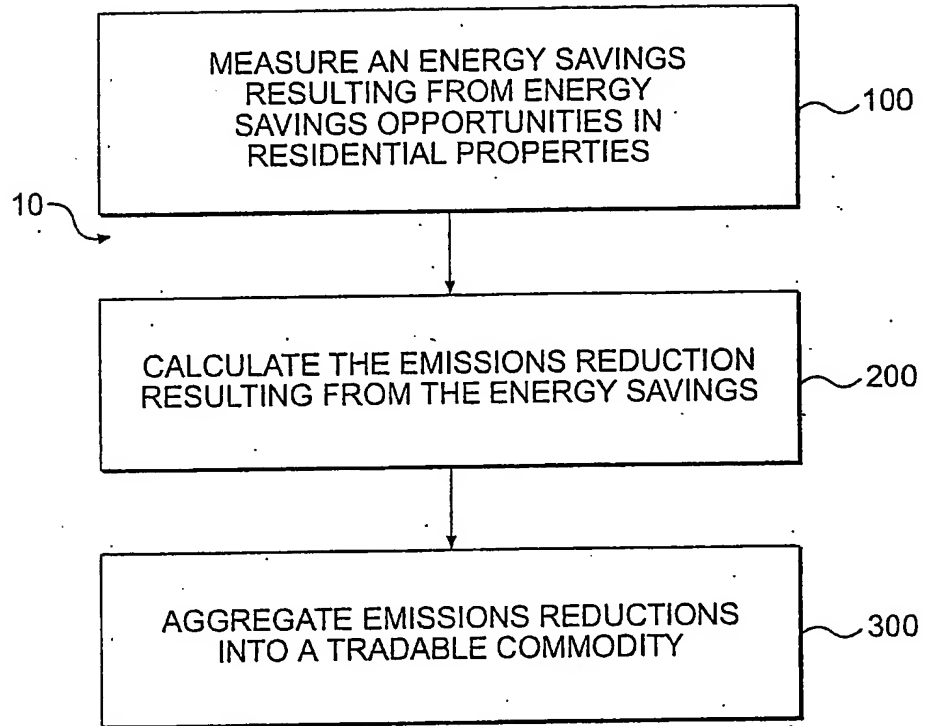 MEASURE AN ENERGY SAVINGS
RESULTING FROM ENERGY
SAVINGS OPPORTUNITIES IN
RESIDENTIAL PROPERTIES
100
10
CALCULATE THE EMISSIONS REDUCTION
RESULTING FROM THE ENERGY SAVINGS
200
AGGREGATE EMISSIONS REDUCTIONS
INTO A TRADABLE COMMODITY
300